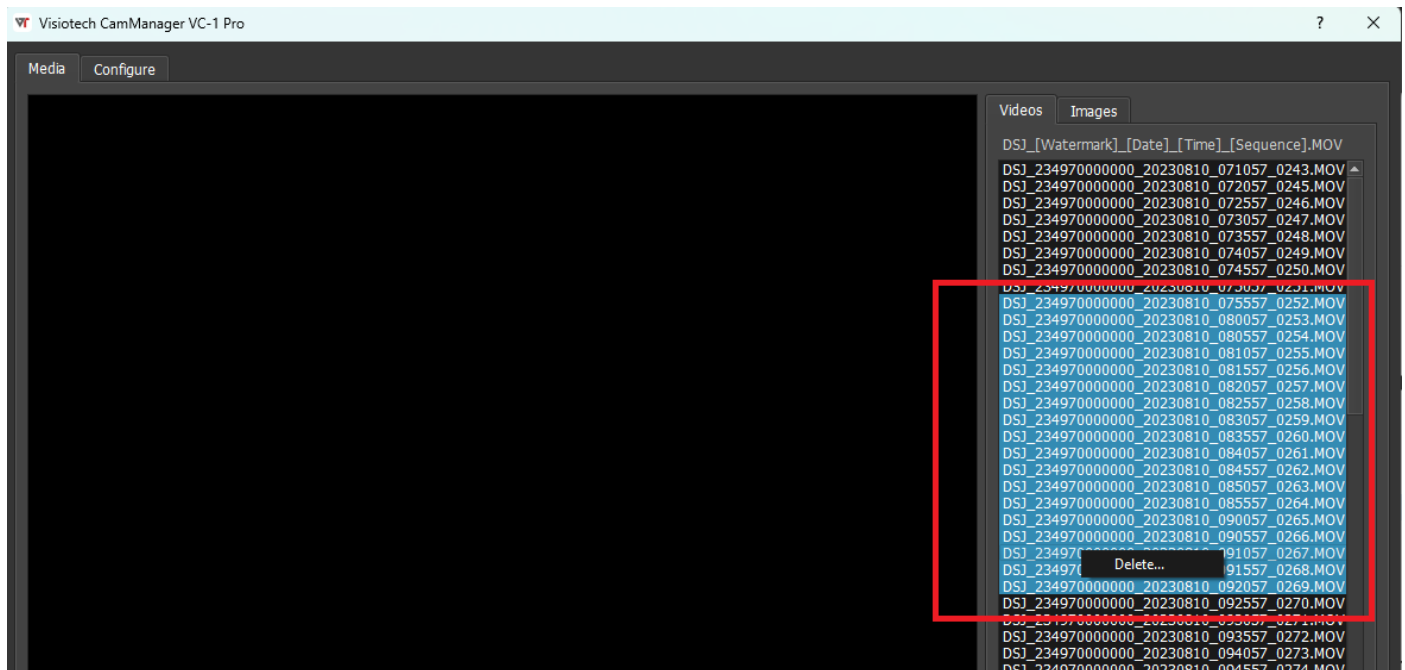 Visiotech CamManager VC-1 Pro
?
Media
Configure
Videos
Images
DSJ_[Watermark]_[Date]_[Time]_[Sequence].MOV
DSJ_234970000000_20230810_071057_0243.MOV
DSJ_234970000000_20230810_072057_0245.MOV
DSJ_234970000000_20230810_072557_0246.MOV
DSJ_234970000000_20230810_073057_0247.MOV
DSJ_234970000000_20230810_073557_0248.MOV
DSJ_234970000000_20230810_074057_0249.MOV
DSJ_234970000000_20230810_074557_0250.MOV
DSJ_234970000000_20230810_075057_0251.MOV
DSJ_234970000000_20230810_075557_0252.MOV
DSJ_234970000000_20230810_080057_0253.MOV
DSJ_234970000000_20230810_080557_0254.MOV
DSJ_234970000000_20230810_081057_0255.MOV
DSJ_234970000000_20230810_081557_0256.MOV
DSJ_234970000000_20230810_082057_0257.MOV
DSJ_234970000000_20230810_082557_0258.MOV
DSJ_234970000000_20230810_083057_0259.MOV
DSJ_234970000000_20230810_083557_0260.MOV
DSJ_234970000000_20230810_084057_0261.MOV
DSJ_234970000000_20230810_084557_0262.MOV
DSJ_234970000000_20230810_085057_0263.MOV
DSJ_234970000000_20230810_085557_0264.MOV
DSJ_234970000000_20230810_090057_0265.MOV
DSJ_234970000000_20230810_090557_0266.MOV
Delete...
DSJ_234970000000_20230810_092057_0269.MOV
DSJ_234970000000_20230810_092557_0270.MOV
DSJ_234970000000_20230810_093557_0272.MOV
DSJ_234970000000_20230810_094057_0273.MOV